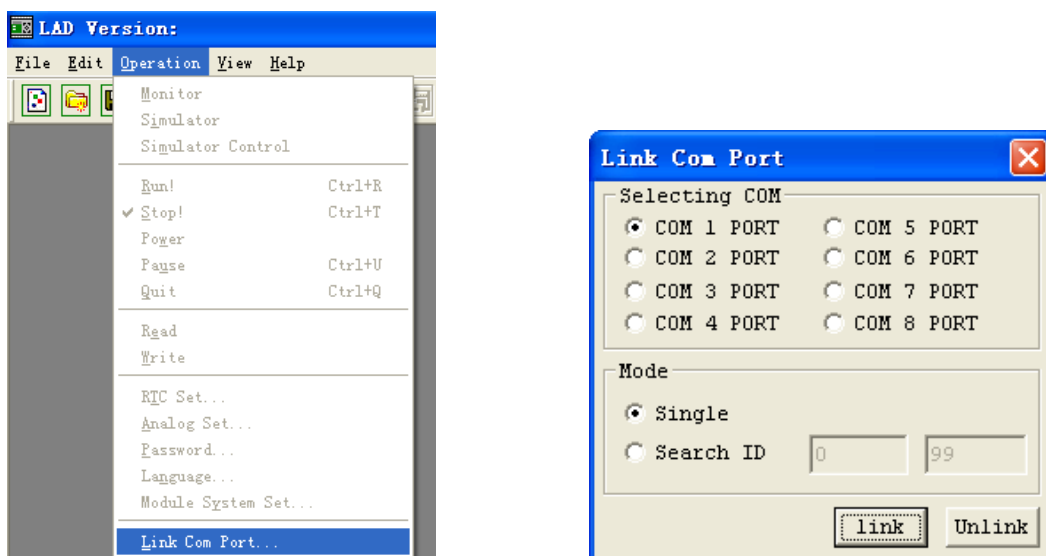 LAD Version:
File Edit Operation View Help
Monitor
Simulator
Simulator Control
Run! Ctrl+R
Stop! Ctrl+T
Power
Pause Ctrl+U
Quit Ctrl+Q
Read
Write
RTC Set...
Analog Set...
Password...
Language...
Module System Set...
Link Com Port...
Link Com Port
Selecting COM
COM 1 PORT COM 5 PORT
COM 2 PORT COM 6 PORT
COM 3 PORT COM 7 PORT
COM 4 PORT COM 8 PORT
Mode
Single
Search ID 0 99
link Unlink